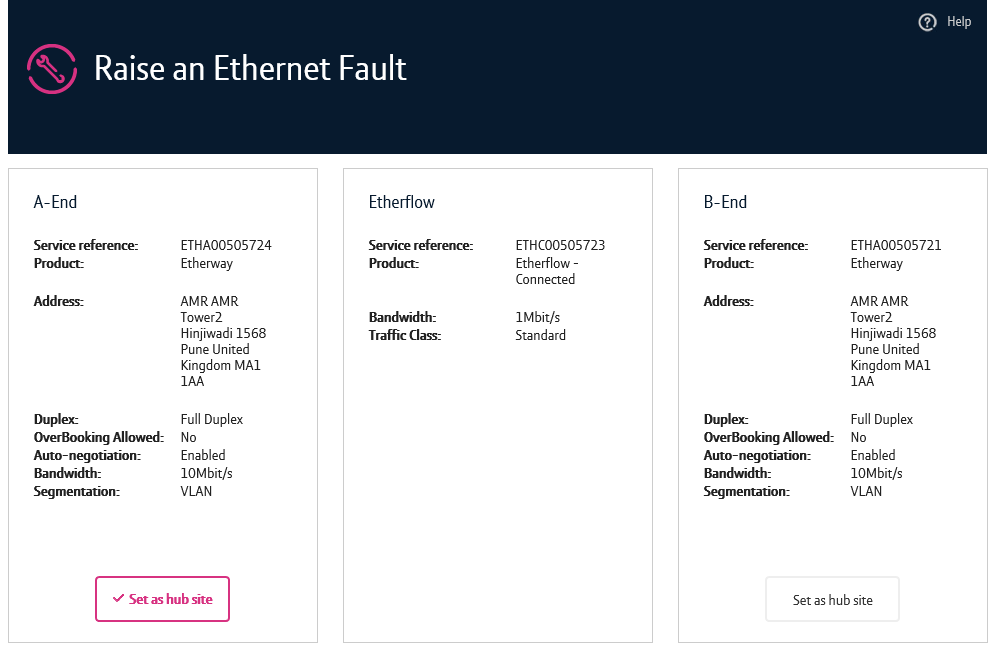 Help
Raise an Ethernet Fault
A-End
Service reference: ETHA00505724
Product: Etherway
Address: AMR AMR
Tower2
Hinjiwadi 1568
Pune United
Kingdom MA1
1AA
Duplex: Full Duplex
OverBooking Allowed: No
Auto-negotiation: Enabled
Bandwidth: 10Mbit/s
Segmentation: VLAN
Set as hub site
Etherflow
Service reference: ETHC00505723
Product: Etherflow -
Connected
Bandwidth: 1Mbit/s
Traffic Class: Standard
B-End
Service reference: ETHA00505721
Product: Etherway
Address: AMR AMR
Tower2
Hinjiwadi 1568
Pune United
Kingdom MA1
1AA
Duplex: Full Duplex
OverBooking Allowed: No
Auto-negotiation: Enabled
Bandwidth: 10Mbit/s
Segmentation: VLAN
Set as hub site